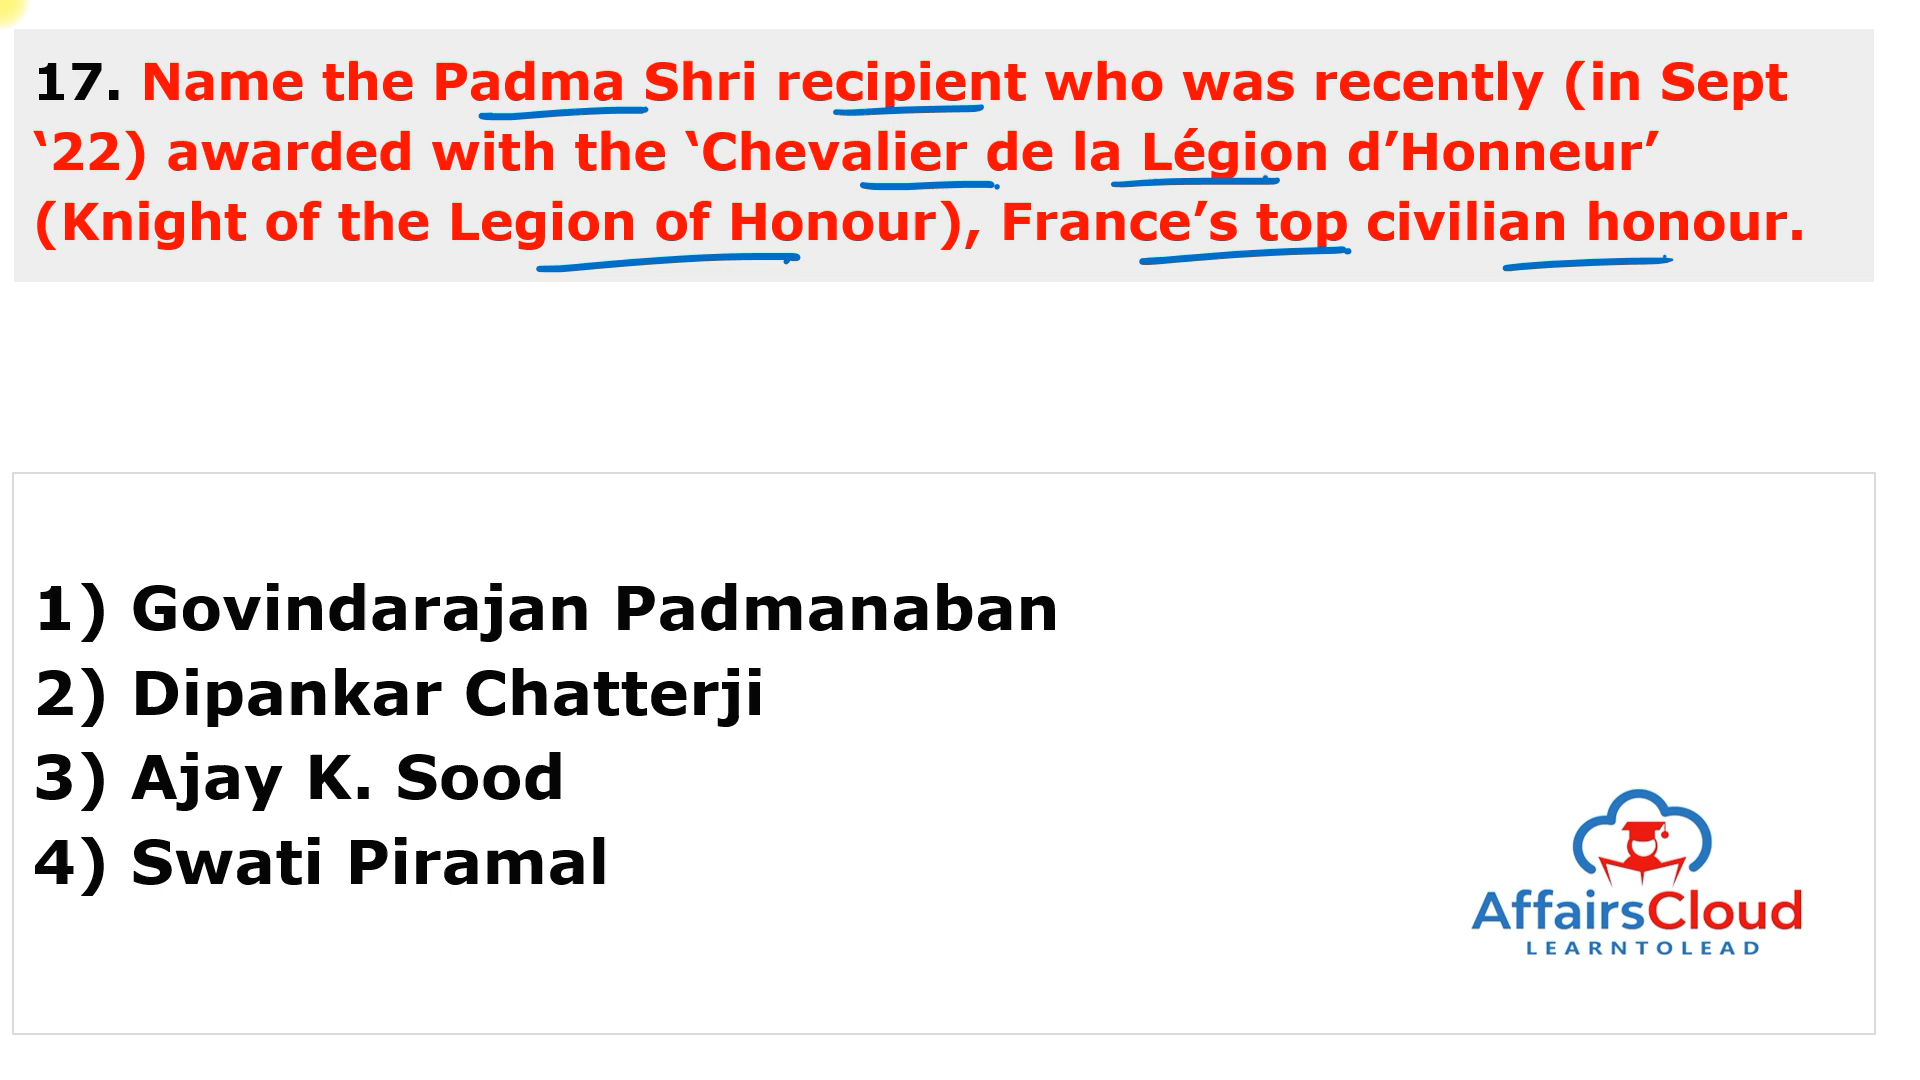 17. Name the Padma Shri recipient who was recently (in Sept
‘22) awarded with the ‘Chevalier de la Légion d’Honneur’
(Knight of the Legion of Honour), France’s top civilian honour.
1) Govindarajan Padmanaban
2) Dipankar Chatterji
3) Ajay K. Sood
4) Swati Piramal
AffairsCloud
LEARNTOLEAD